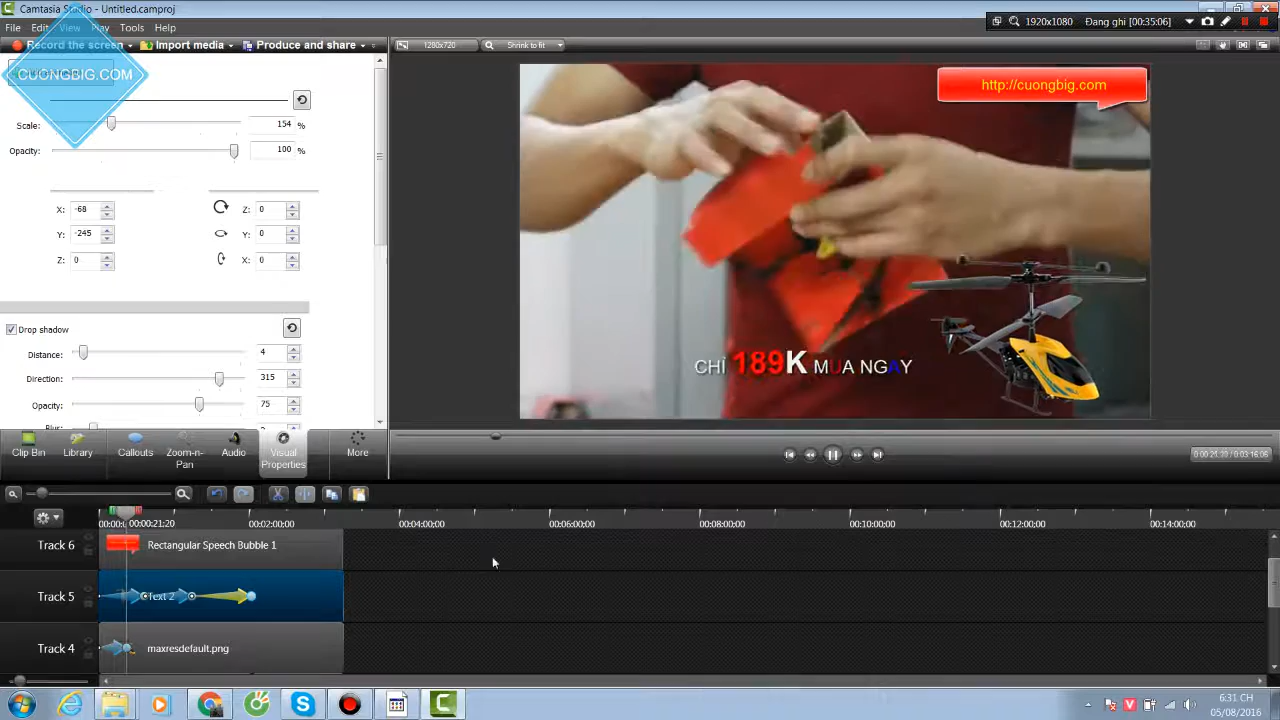 Camtasia Studio - Untitled.camproj
File Edit View Play Tools Help
1920x1080 Đang ghi [00:35:06]
Record the screen Import media Produce and share
1280x720 Shrink to fit
CUONGBIG.COM
http://cuongbig.com
Scale: 154 %
Opacity: 100 %
X: -68 Z: 0
Y: -245 Y: 0
Z: 0 X: 0
Drop shadow
Distance: 4
Direction: 315
Opacity: 75
CHỈ 189K MUA NGAY
Clip Bin Library Callouts Zoom-n-Pan Audio Visual Properties More
00:00:21;20 00:02:00;00 00:04:00;00 00:06:00;00 00:08:00;00 00:10:00;00 00:12:00;00 00:14:00;00
Track 6 Rectangular Speech Bubble 1
Track 5 Text 2
Track 4 maxresdefault.png
6:31 CH
05/08/2016